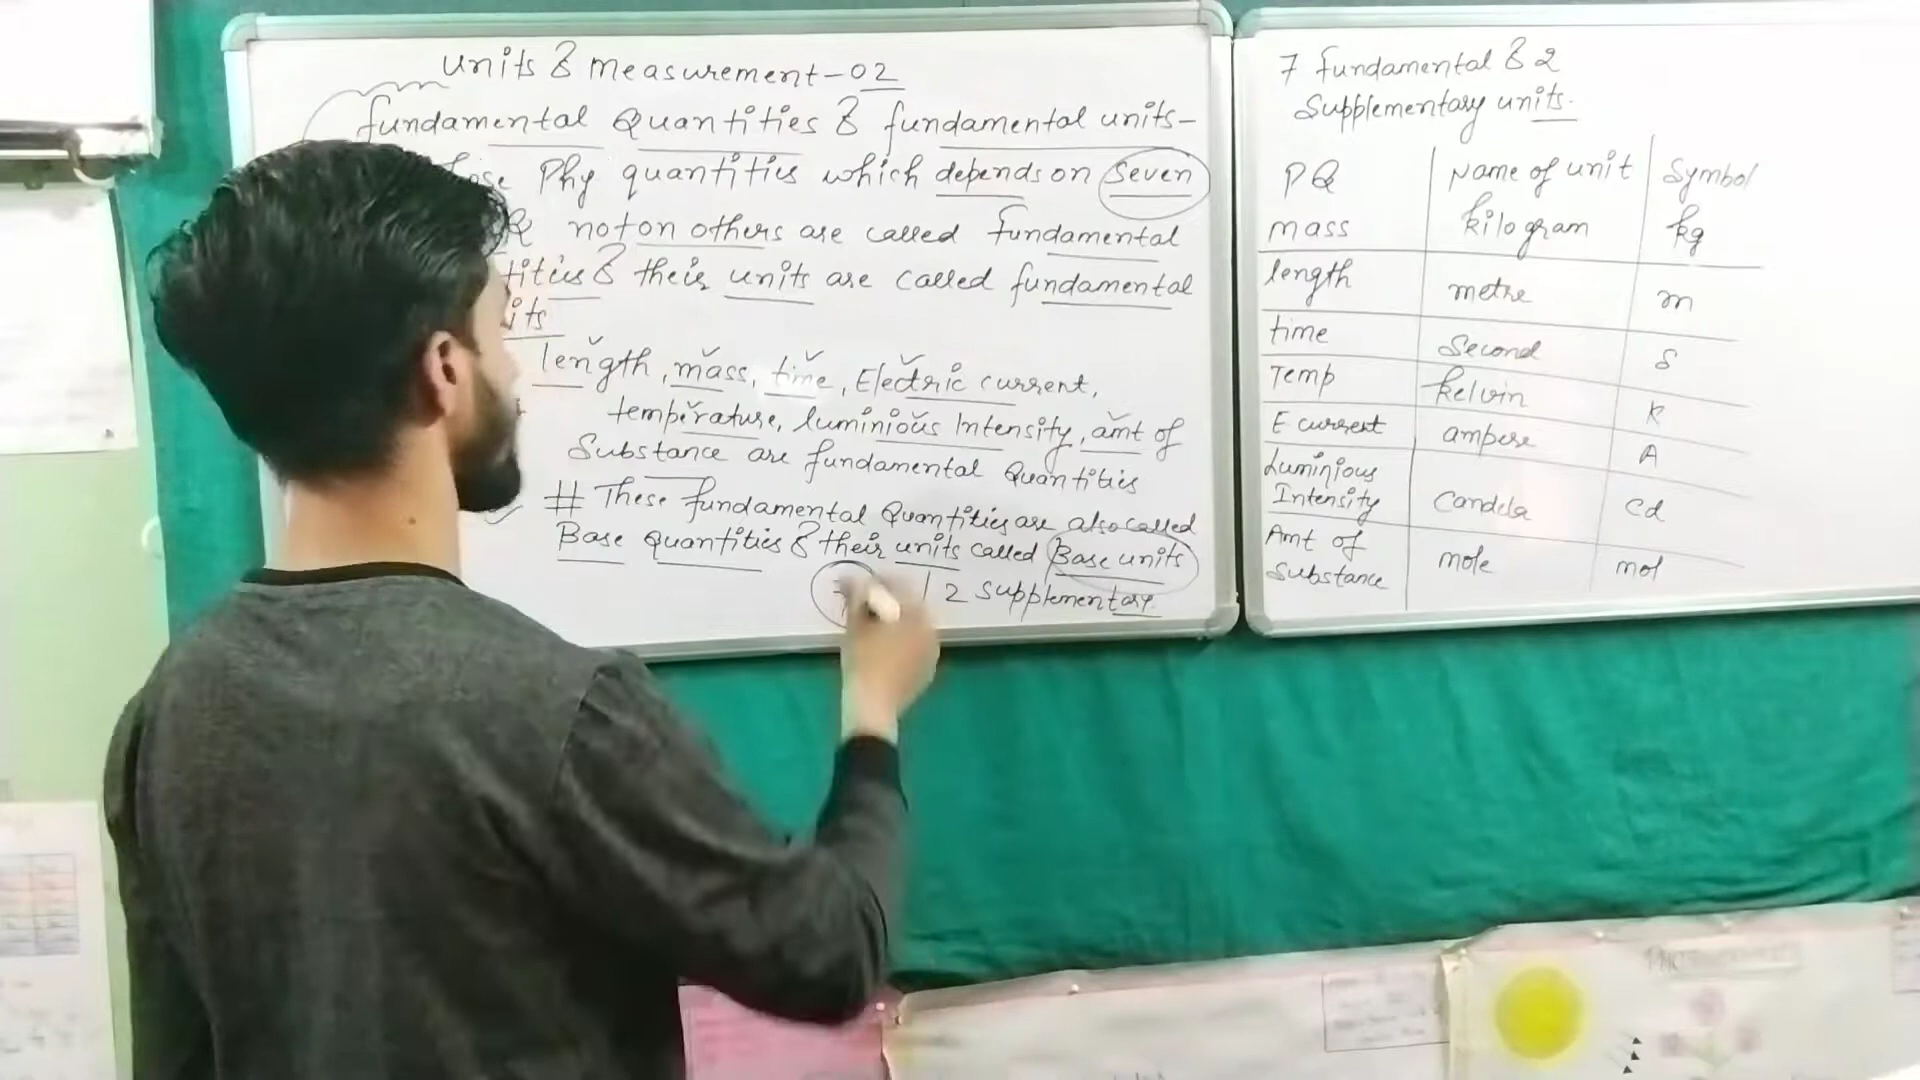 Units & Measurement-02
fundamental Quantities & fundamental units-
Phy quantities which depends on Seven
not on others are called fundamental
& their units are called fundamental
length, mass, time, Electric current,
temperature, luminious Intensity, amt of
Substance are fundamental Quantities
# These fundamental Quantities are also called
Base quantities & their units called Base units
2 supplementary.
7 fundamental & 2
Supplementary units.
PQ Name of unit Symbol
mass kilogram kg
length metre m
time Second S
Temp kelvin K
E current ampere A
Luminious
Intensity Candela Cd
Amt of
Substance mole mol